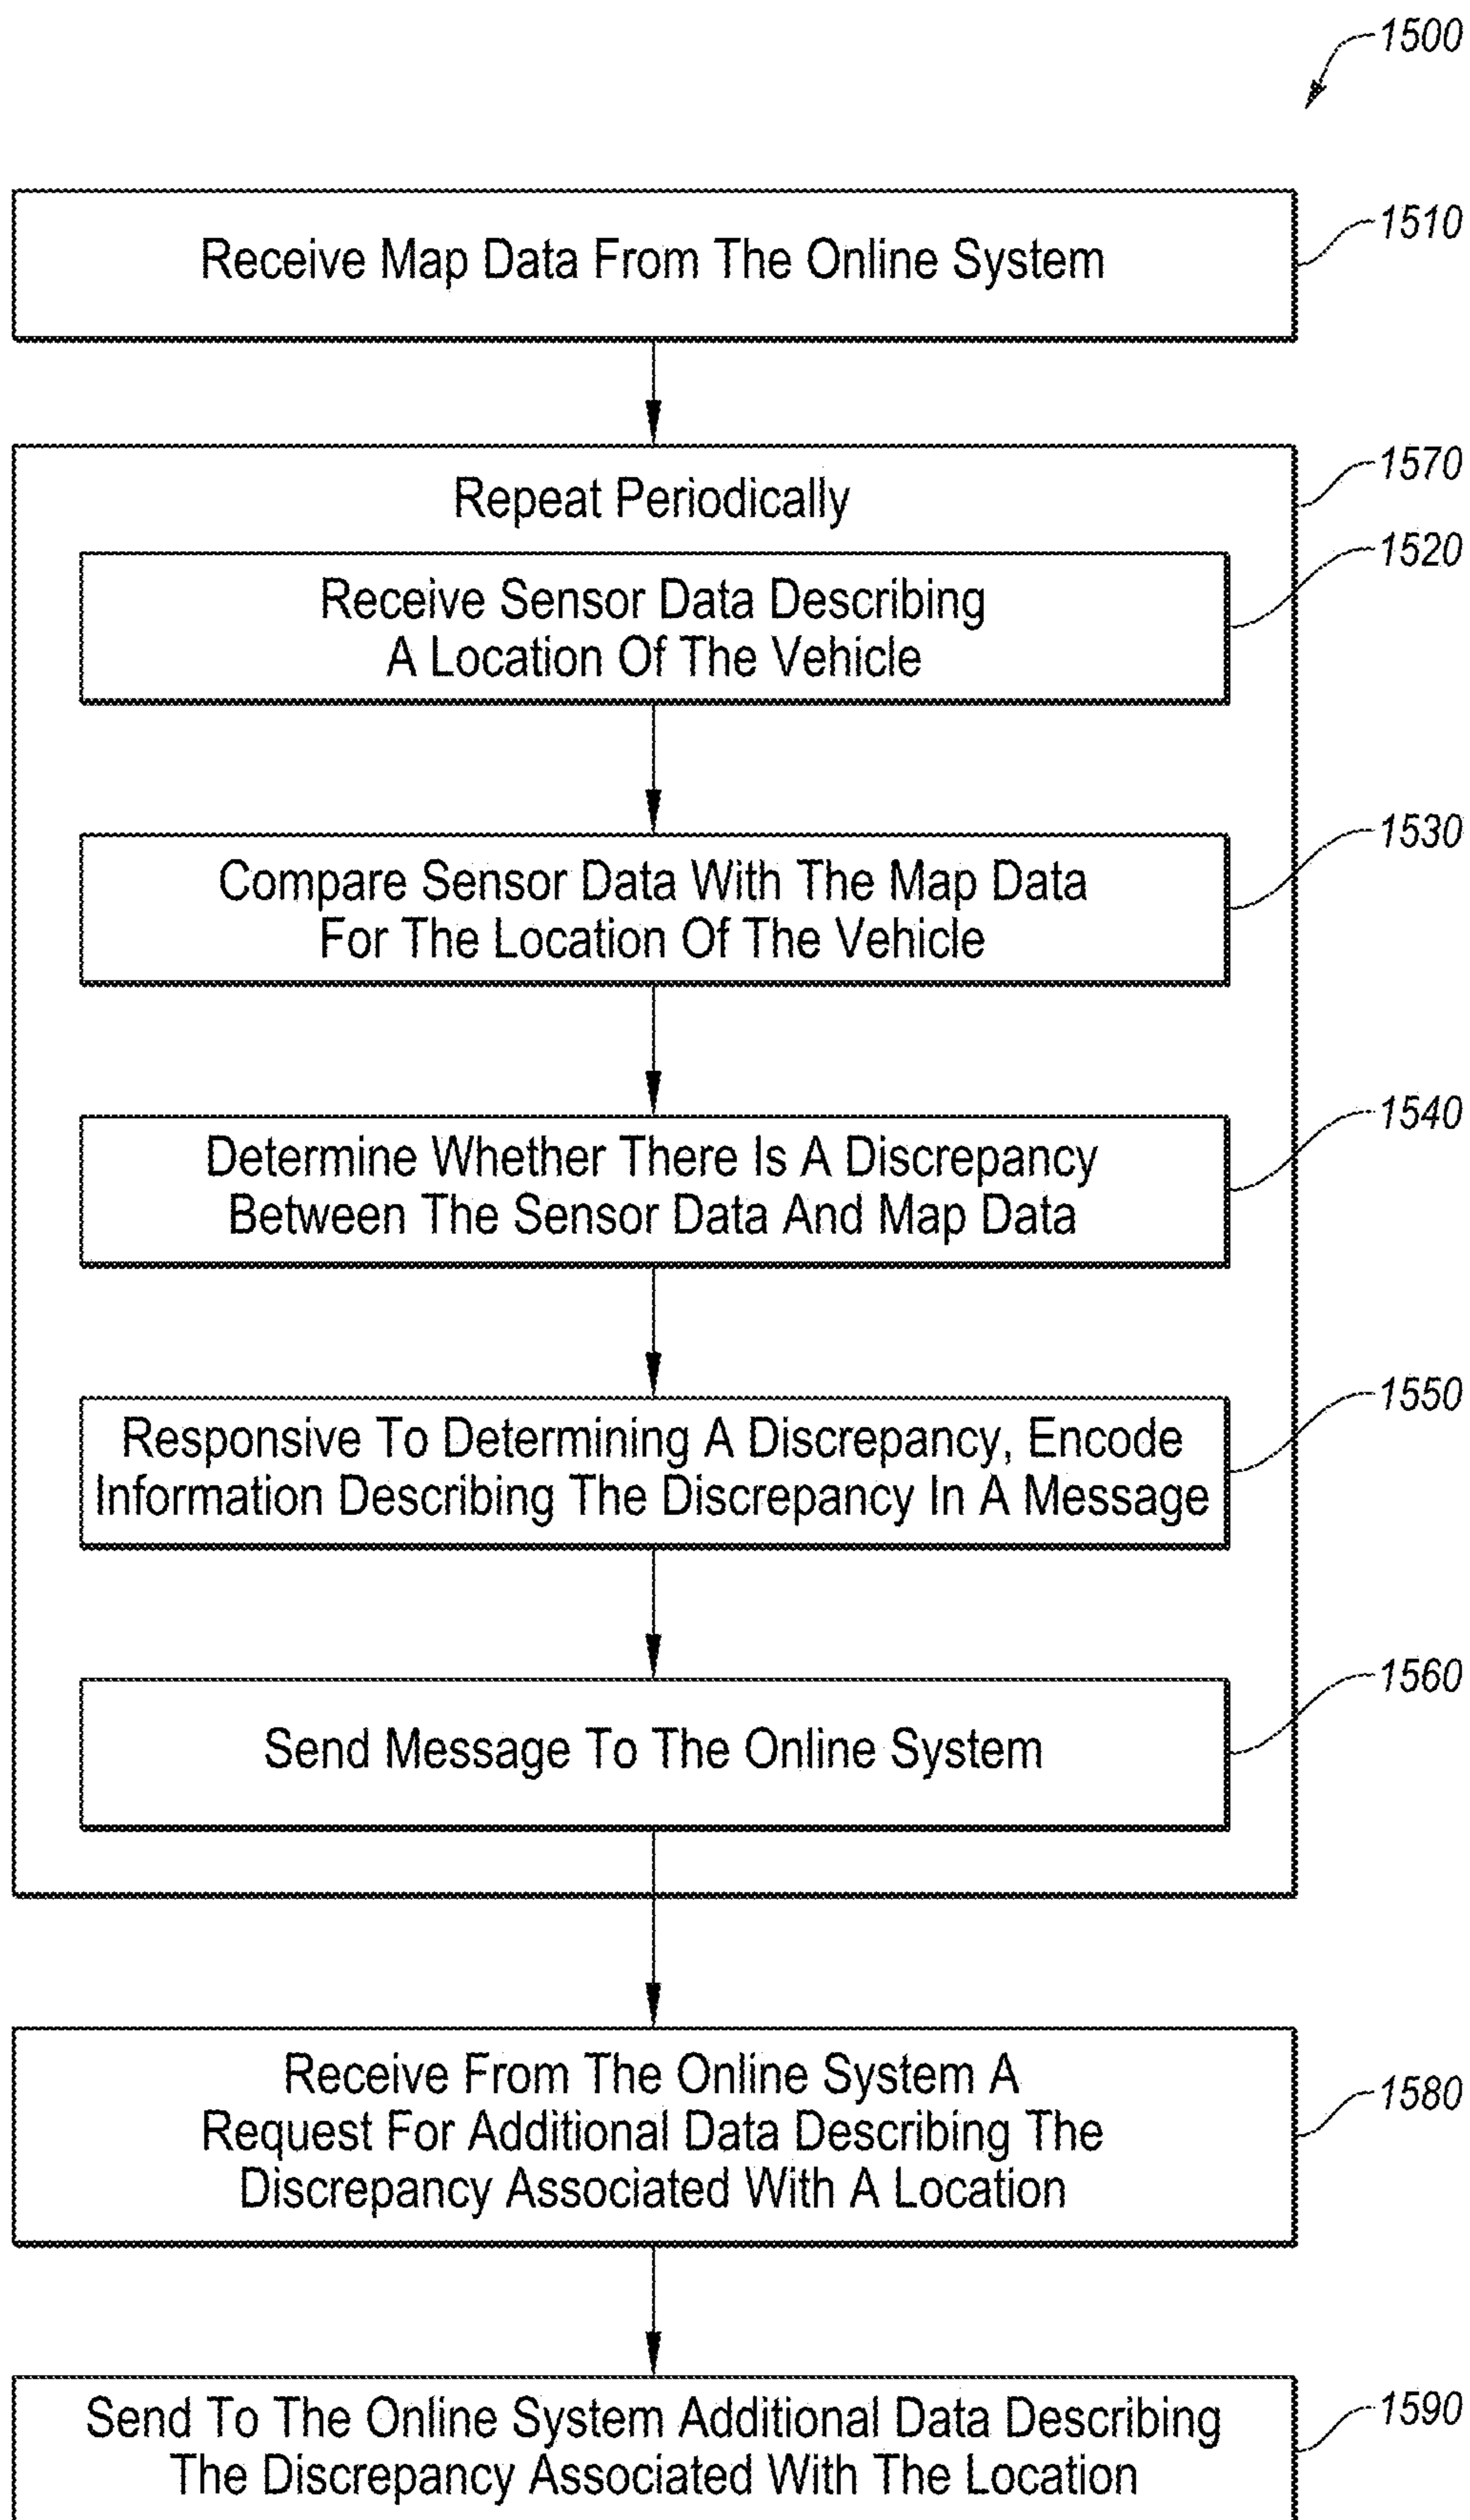 1500
Receive Map Data From The Online System
1510
Repeat Periodically
1570
Receive Sensor Data Describing
A Location Of The Vehicle
1520
Compare Sensor Data With The Map Data
For The Location Of The Vehicle
1530
Determine Whether There Is A Discrepancy
Between The Sensor Data And Map Data
1540
Responsive To Determining A Discrepancy, Encode
Information Describing The Discrepancy In A Message
1550
Send Message To The Online System
1560
Receive From The Online System A
Request For Additional Data Describing The
Discrepancy Associated With A Location
1580
Send To The Online System Additional Data Describing
The Discrepancy Associated With The Location
1590